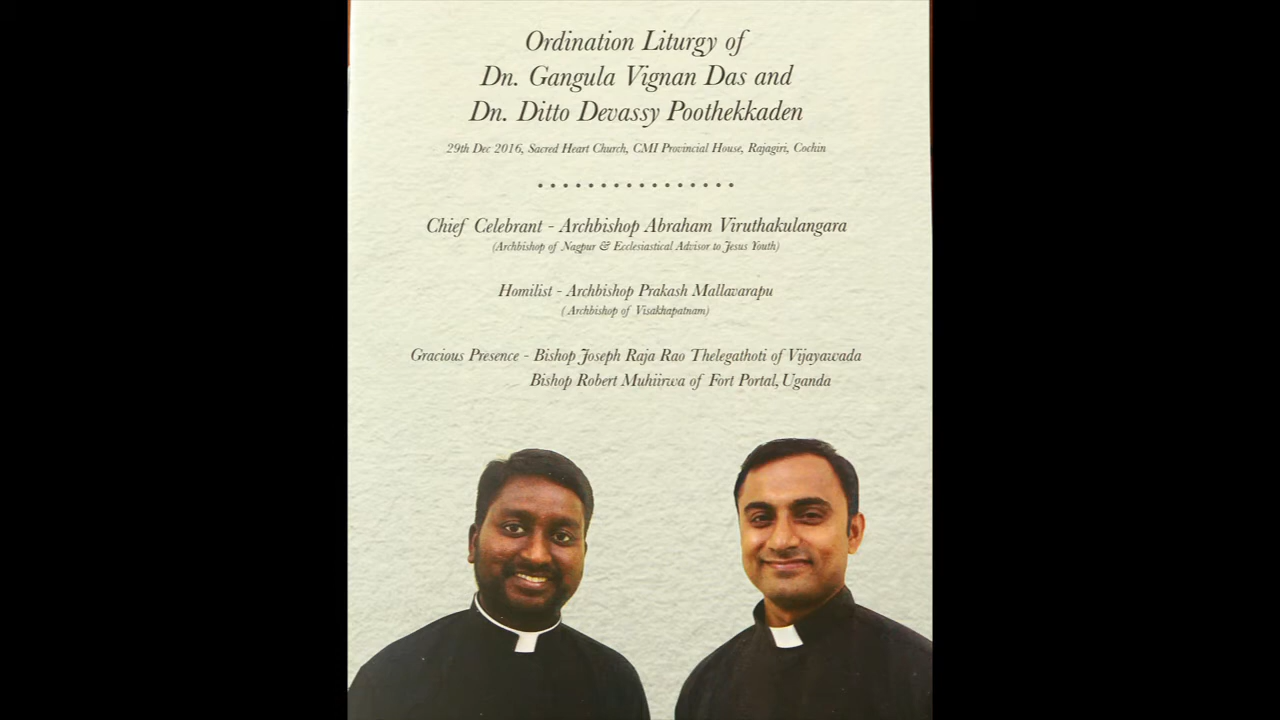 Ordination Liturgy of
Dn. Gangula Vignan Das and
Dn. Ditto Devassy Poothekkaden
29th Dec 2016, Sacred Heart Church, CMI Provincial House, Rajagiri, Cochin
................
Chief Celebrant - Archbishop Abraham Viruthakulangara
(Archbishop of Nagpur & Ecclesiastical Advisor to Jesus Youth)
Homilist - Archbishop Prakash Mallavarapu
( Archbishop of Visakhapatnam)
Gracious Presence - Bishop Joseph Raja Rao Thelegathoti of Vijayawada
Bishop Robert Muhiirwa of Fort Portal, Uganda